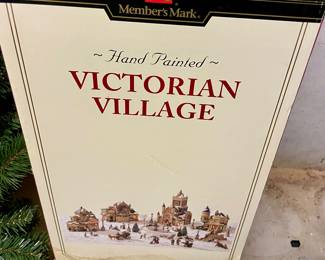 Member's Mark.
~ Hand Painted ~
VICTORIAN
VILLAGE